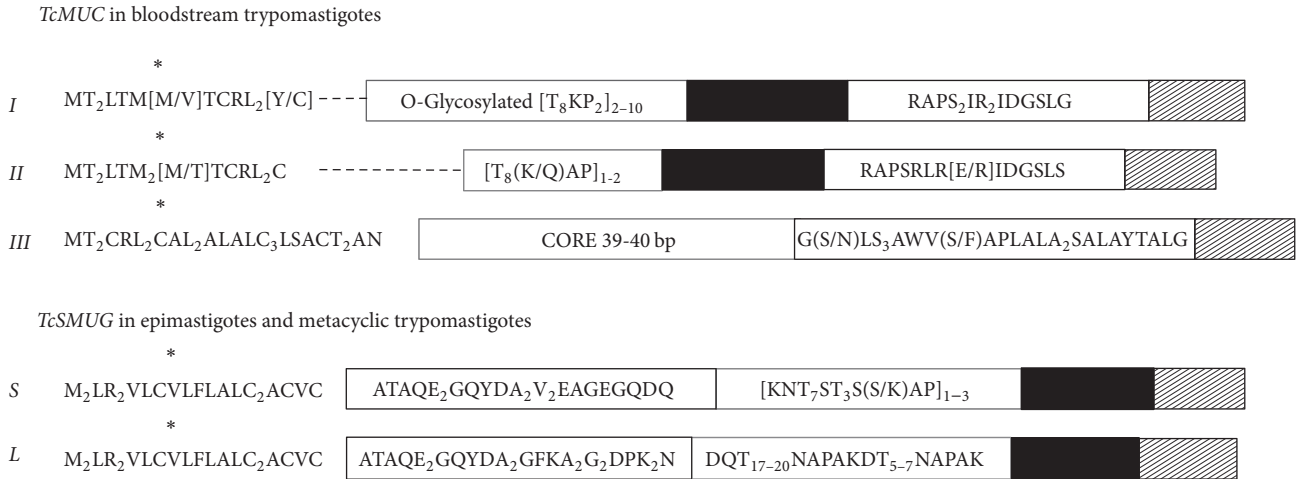 TcMUC in bloodstream trypomastigotes
*
I MT₂LTM[M/V]TCRL₂[Y/C] O-Glycosylated [T₈KP₂]₂₋₁₀ RAPS₂IR₂IDGSLG
*
II MT₂LTM₂[M/T]TCRL₂C [T₈(K/Q)AP]₁₋₂ RAPSRLR[E/R]IDGSLS
*
III MT₂CRL₂CAL₂ALALC₃LSACT₂AN CORE 39-40 bp G(S/N)LS₃AWV(S/F)APLALA₂SALAYTALG
TcSMUG in epimastigotes and metacyclic trypomastigotes
*
S M₂LR₂VLCVLFLALC₂ACVC ATAQE₂GQYDA₂V₂EAGEGQDQ [KNT₇ST₃S(S/K)AP]₁₋₃
*
L M₂LR₂VLCVLFLALC₂ACVC ATAQE₂GQYDA₂GFKA₂G₂DPK₂N DQT₁₇₋₂₀NAPAKDT₅₋₇NAPAK